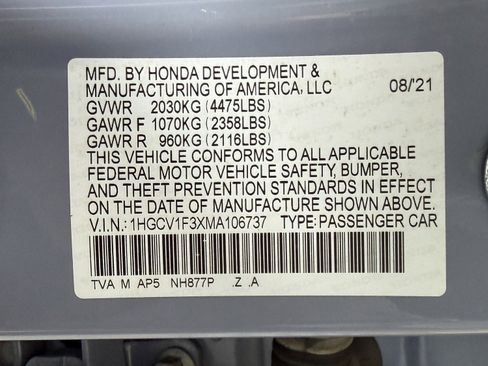 MFD. BY HONDA DEVELOPMENT &
MANUFACTURING OF AMERICA, LLC 08/'21
GVWR 2030KG (4475LBS)
GAWR F 1070KG (2358LBS)
GAWR R 960KG (2116LBS)
THIS VEHICLE CONFORMS TO ALL APPLICABLE
FEDERAL MOTOR VEHICLE SAFETY, BUMPER,
AND THEFT PREVENTION STANDARDS IN EFFECT
ON THE DATE OF MANUFACTURE SHOWN ABOVE.
V.I.N.: 1HGCV1F3XMA106737 TYPE: PASSENGER CAR
TVA M AP5 NH877P .Z .A